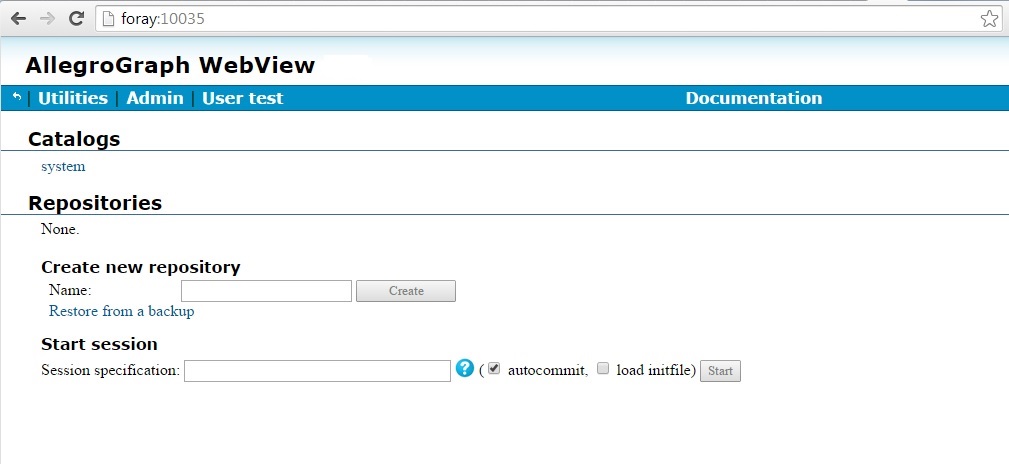 foray:10035
AllegroGraph WebView
| Utilities | Admin | User test Documentation
Catalogs
system
Repositories
None.
Create new repository
Name: Create
Restore from a backup
Start session
Session specification: ? ( autocommit, load initfile) Start